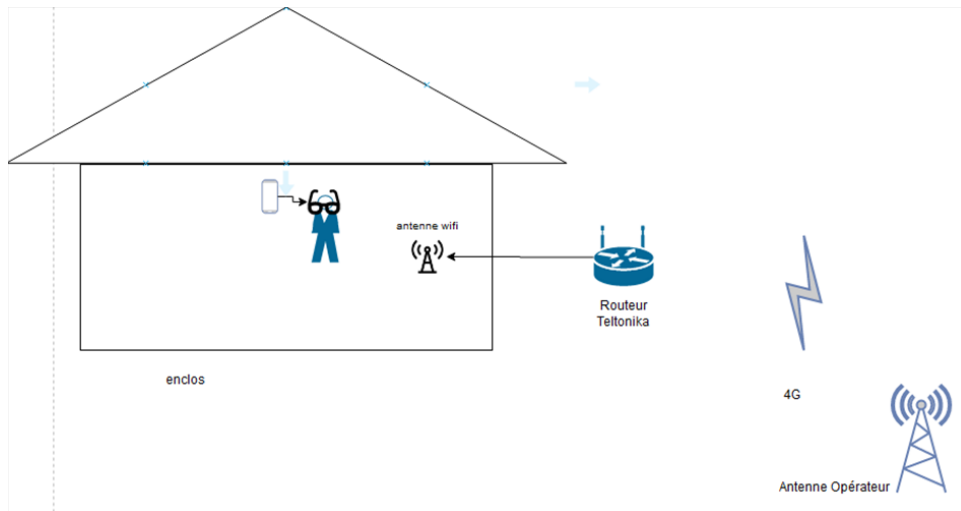 antenne wifi
Routeur
Teltonika
enclos
4G
Antenne Opérateur